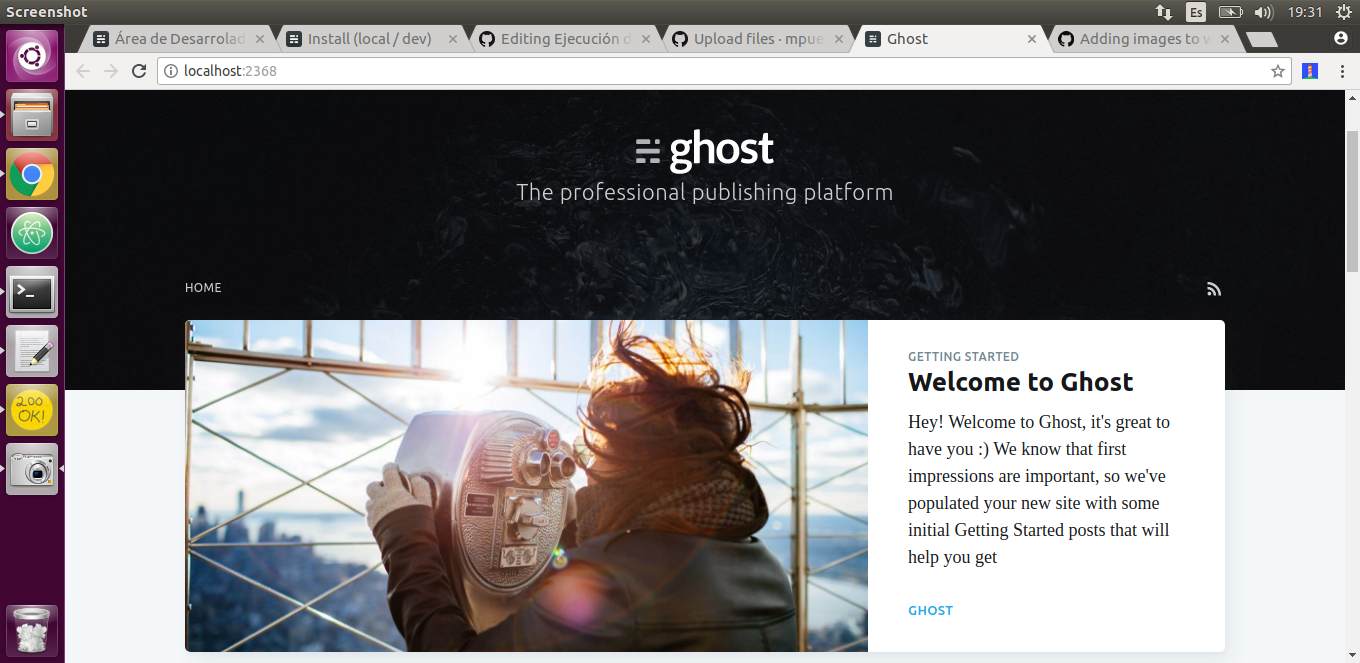 Screenshot
Es
19:31
Área de Desarrolad
Install (local / dev)
Editing Ejecución d
Upload files · mpue
Ghost
Adding images to w
localhost:2368
ghost
The professional publishing platform
HOME
GETTING STARTED
Welcome to Ghost
Hey! Welcome to Ghost, it's great to
have you :) We know that first
impressions are important, so we've
populated your new site with some
initial Getting Started posts that will
help you get
GHOST
200
OK!